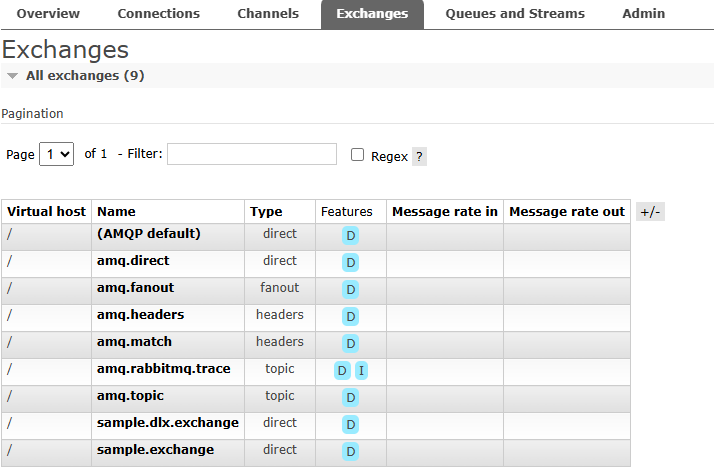 Overview Connections Channels Exchanges Queues and Streams Admin
Exchanges
All exchanges (9)
Pagination
Page 1 of 1 - Filter: Regex ?
Virtual host Name Type Features Message rate in Message rate out +/-
/ (AMQP default) direct D
/ amq.direct direct D
/ amq.fanout fanout D
/ amq.headers headers D
/ amq.match headers D
/ amq.rabbitmq.trace topic D I
/ amq.topic topic D
/ sample.dlx.exchange direct D
/ sample.exchange direct D